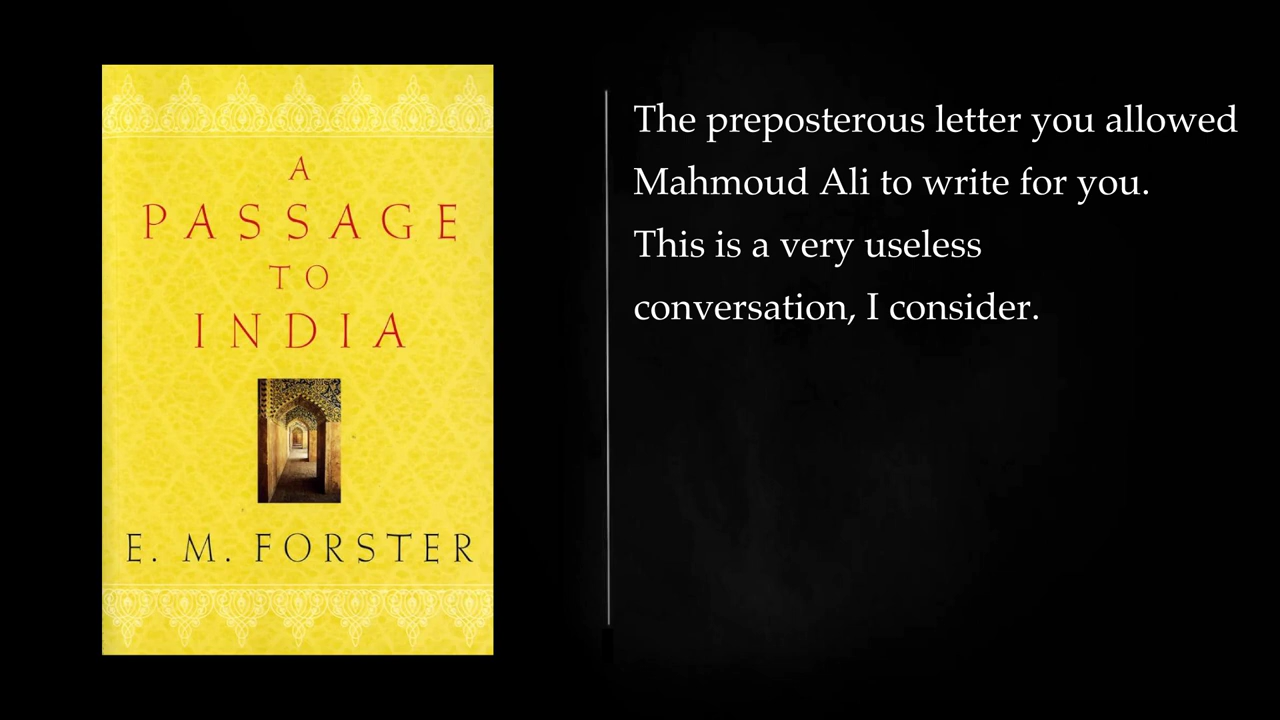 A
PASSAGE
TO
INDIA
E. M. FORSTER
The preposterous letter you allowed
Mahmoud Ali to write for you.
This is a very useless
conversation, I consider.